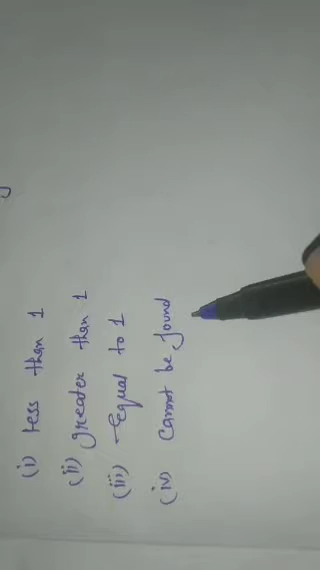 (i) less than 1
(ii) greater than 1
(iii) equal to 1
(iv) cannot be found